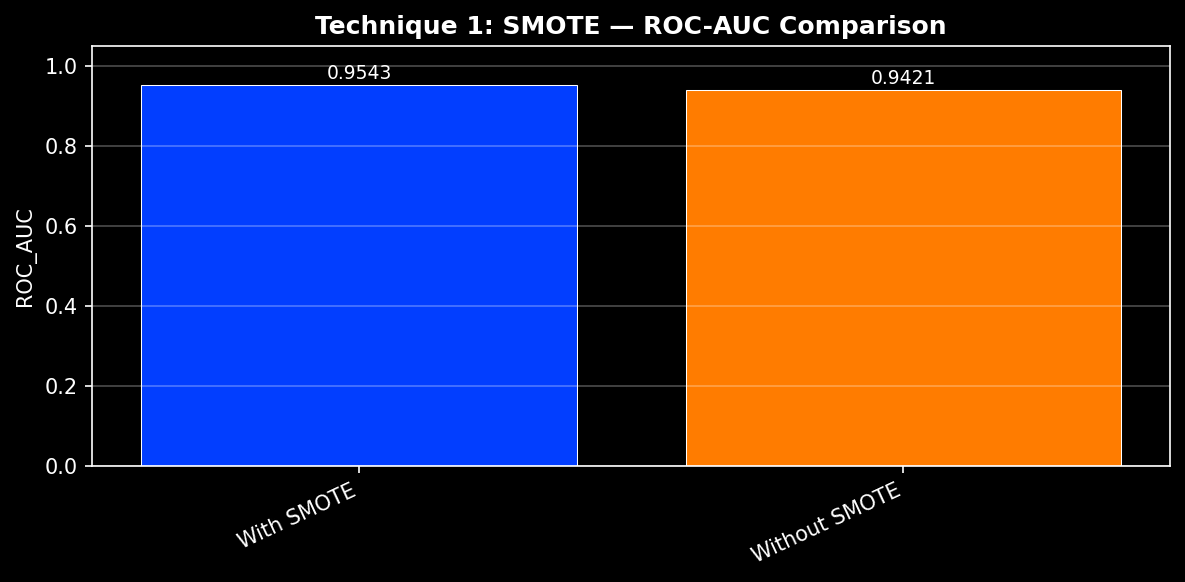 Technique 1: SMOTE — ROC-AUC Comparison
ROC_AUC
1.0
0.8
0.6
0.4
0.2
0.0
0.9543
0.9421
With SMOTE
Without SMOTE